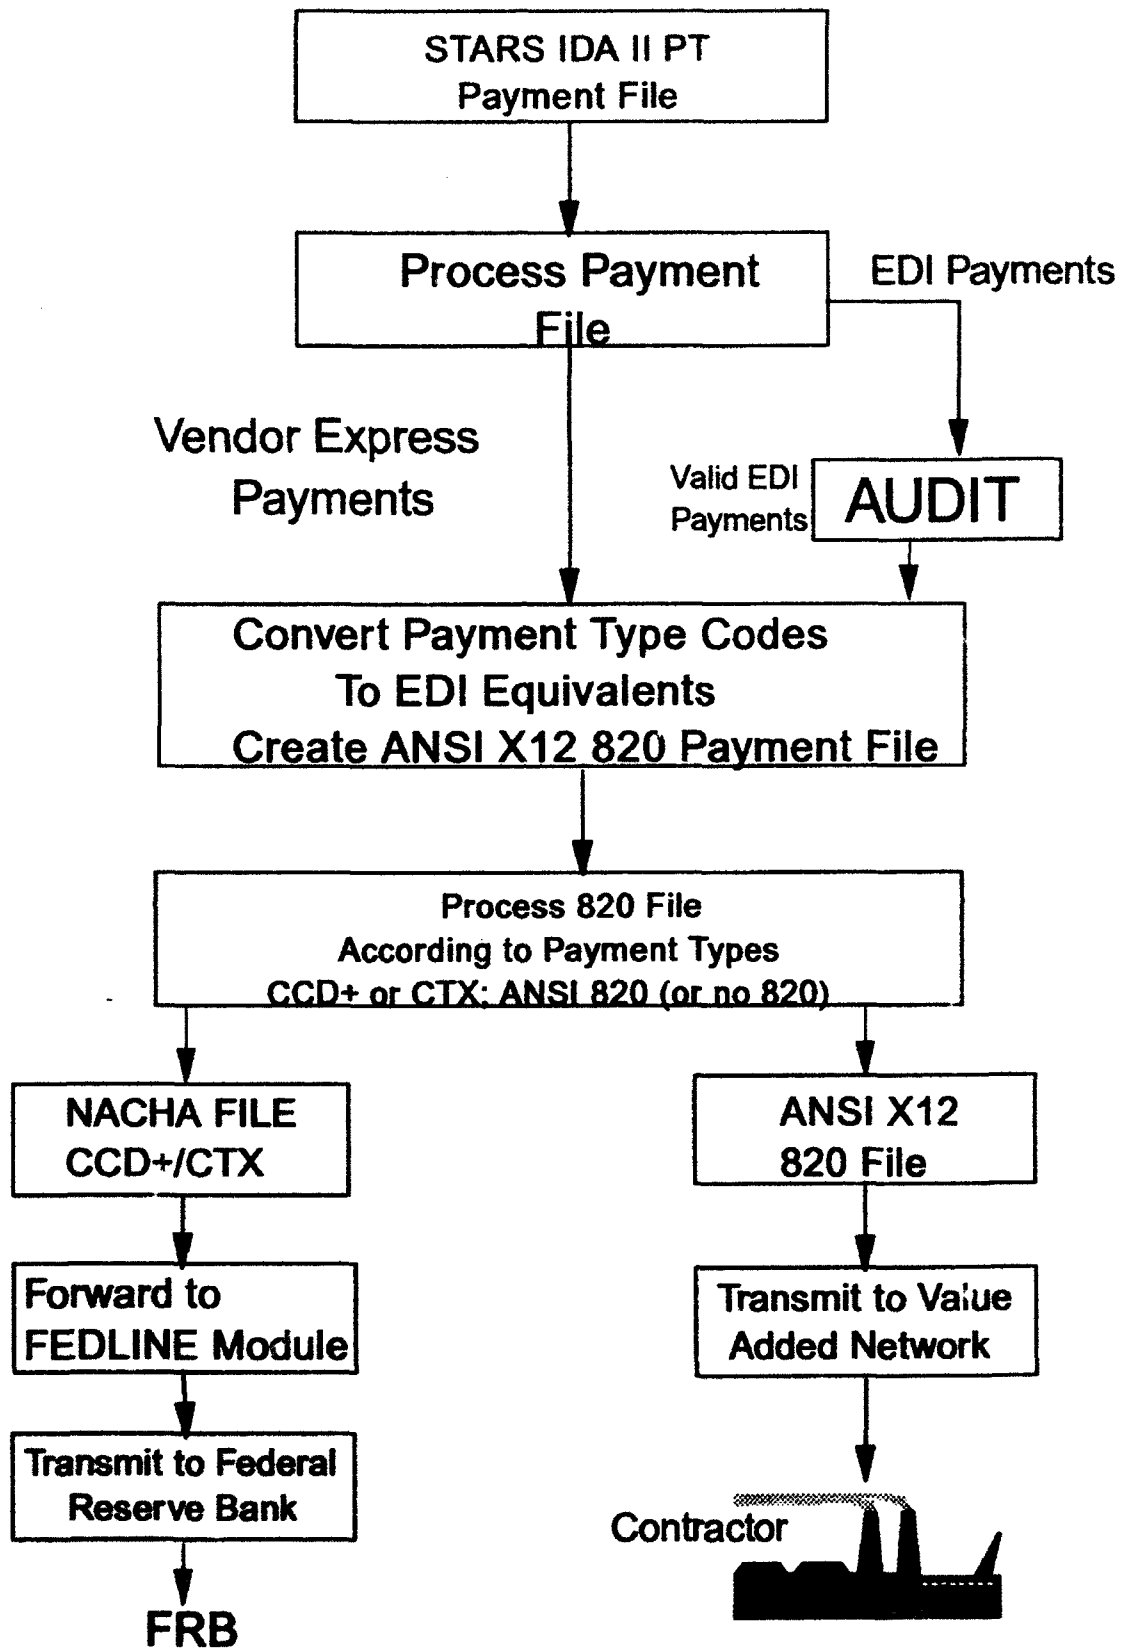 STARS IDA II PT
Payment File
Process Payment
File
EDI Payments
Vendor Express
Payments
Valid EDI
Payments
AUDIT
Convert Payment Type Codes
To EDI Equivalents
Create ANSI X12 820 Payment File
Process 820 File
According to Payment Types
CCD+ or CTX; ANSI 820 (or no 820)
NACHA FILE
CCD+/CTX
ANSI X12
820 File
Forward to
FEDLINE Module
Transmit to Value
Added Network
Transmit to Federal
Reserve Bank
Contractor
FRB